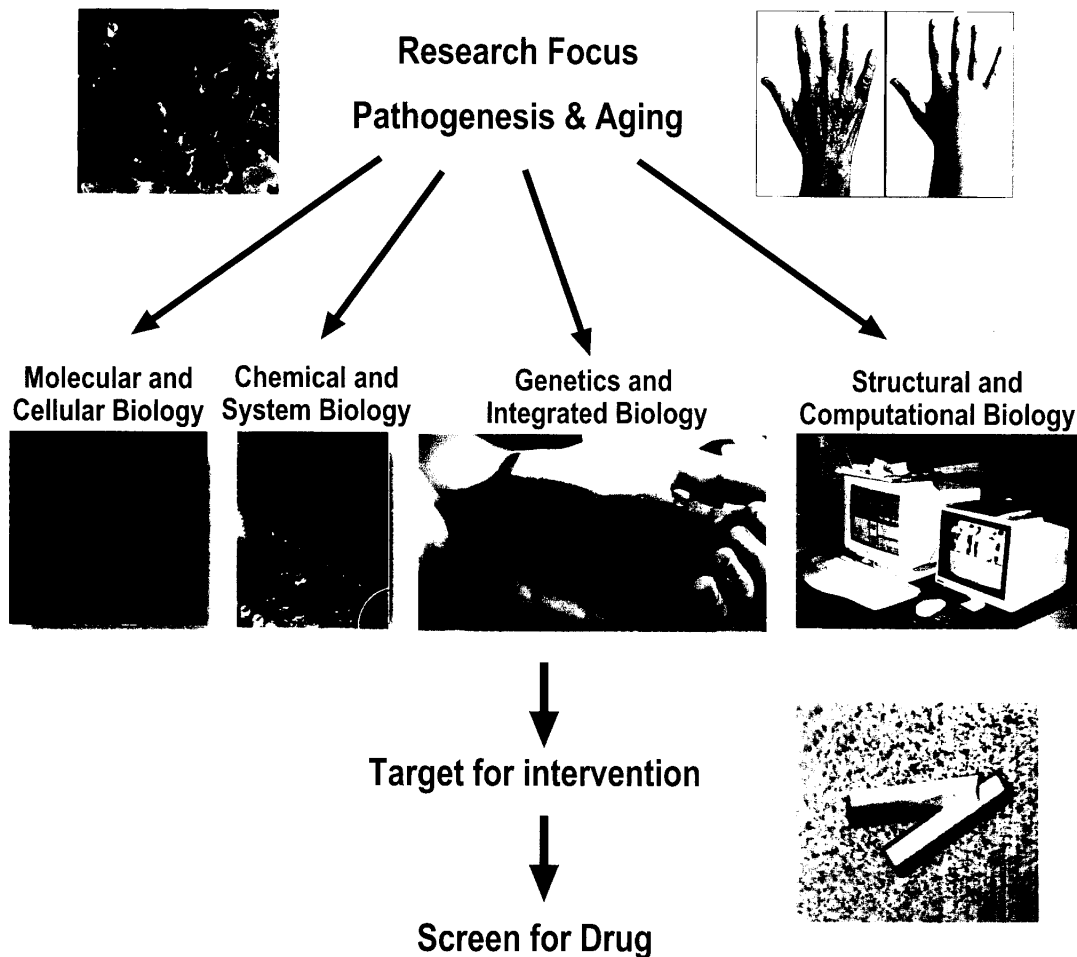 Research Focus
Pathogenesis & Aging
Molecular and
Cellular Biology
Chemical and
System Biology
Genetics and
Integrated Biology
Structural and
Computational Biology
Target for intervention
Screen for Drug